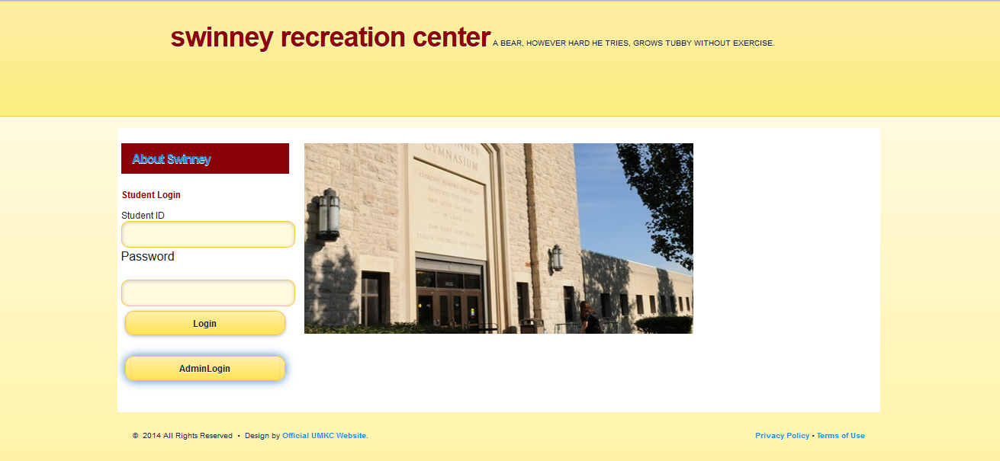 swinney recreation center A BEAR, HOWEVER HARD HE TRIES, GROWS TUBBY WITHOUT EXERCISE.
About Swinney
Student Login
Student ID
Password
Login
AdminLogin
GYMNASIUM
© 2014 All Rights Reserved • Design by Official UMKC Website.
Privacy Policy • Terms of Use